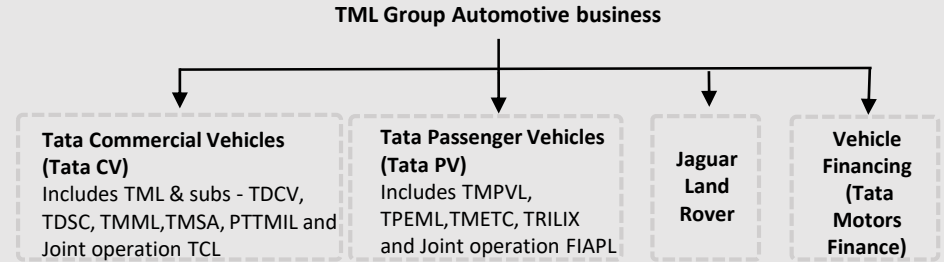 TML Group Automotive business
Tata Commercial Vehicles
(Tata CV)
Includes TML & subs - TDCV,
TDSC, TMML,TMSA, PTTMIL and
Joint operation TCL
Tata Passenger Vehicles
(Tata PV)
Includes TMPVL,
TPEML,TMETC, TRILIX
and Joint operation FIAPL
Jaguar
Land
Rover
Vehicle
Financing
(Tata
Motors
Finance)